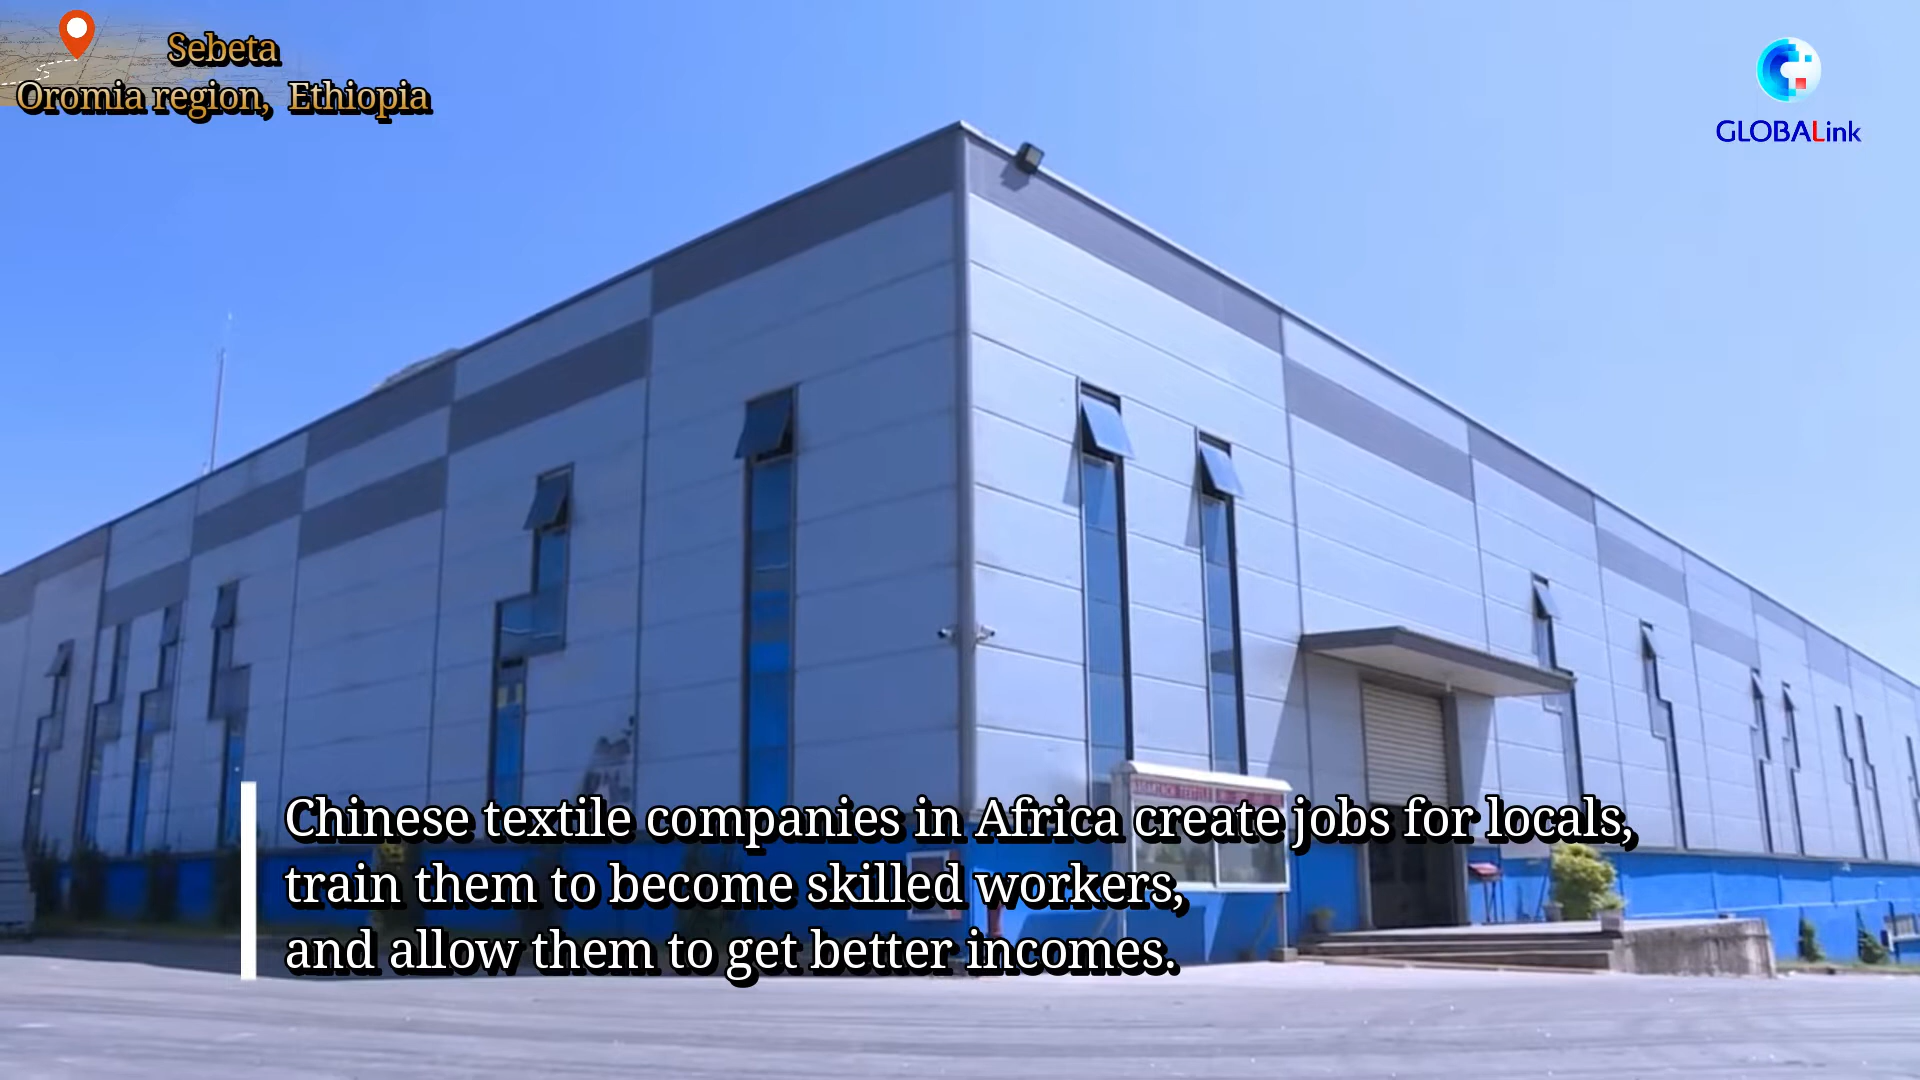 Sebeta
Oromia region, Ethiopia
GLOBALink
Chinese textile companies in Africa create jobs for locals,
train them to become skilled workers,
and allow them to get better incomes.